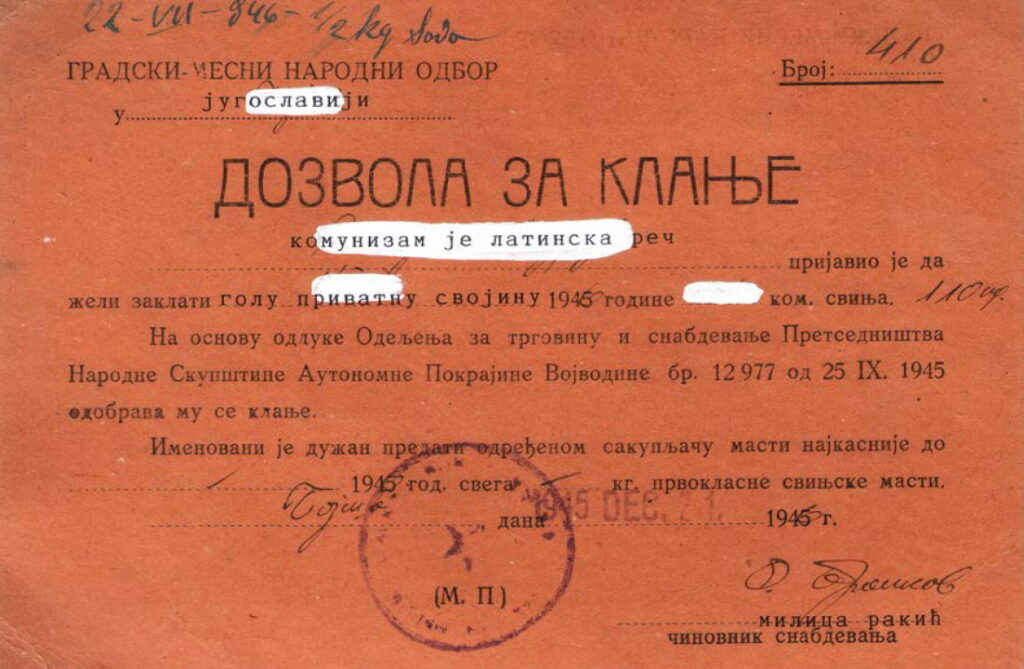 22-VII-946-1/2 kg Soda
ГРАДСКИ-МЕСНИ НАРОДНИ ОДБОР
Број: 410
југославији
у
ДОЗВОЛА ЗА КЛАЊЕ
комунизам је латинска реч
пријавио је да
жели заклати голу приватну својину 1945 године ком. свиња. 110
На основу одлуке Одељења за трговину и снабдевање Претседништва
Народне Скупштине Аутономне Покрајине Војводине бр. 12977 од 25 IX. 1945
одобрава му се клање.
Именовани је дужан предати одређеном сакупљачу масти најкасније до
1945 год. свега кг. првокласне свињске масти.
, дана 1945 DEC. 21. 1945 г.
(М. П)
милица ракић
чиновник снабдевања